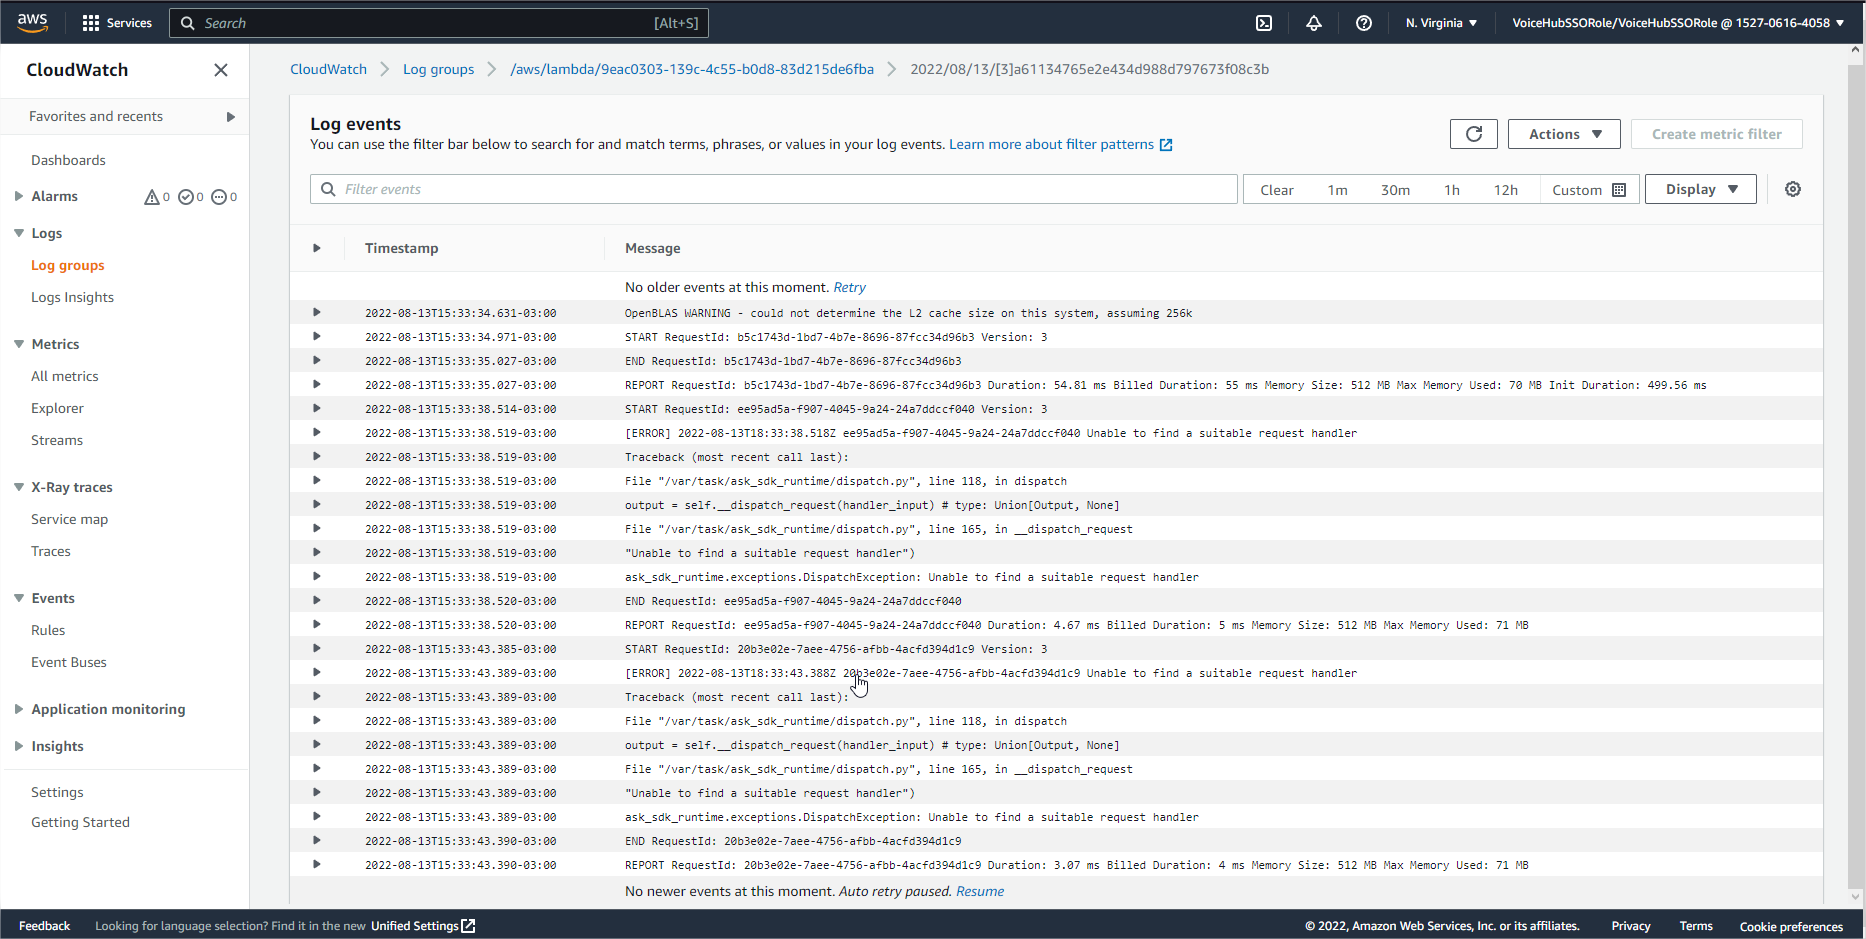 aws Services Search [Alt+S] N. Virginia ▼ VoiceHubSSORole/VoiceHubSSORole @ 1527-0616-4058 ▼
CloudWatch
Favorites and recents
Dashboards
Alarms 0 0 0
Logs
Log groups
Logs Insights
Metrics
All metrics
Explorer
Streams
X-Ray traces
Service map
Traces
Events
Rules
Event Buses
Application monitoring
Insights
Settings
Getting Started
CloudWatch > Log groups > /aws/lambda/9eac0303-139c-4c55-b0d8-83d215de6fba > 2022/08/13/[3]a61134765e2e434d988d797673f08c3b
Log events
You can use the filter bar below to search for and match terms, phrases, or values in your log events. Learn more about filter patterns
Actions ▼ Create metric filter
Filter events Clear 1m 30m 1h 12h Custom Display ▼
Timestamp Message
No older events at this moment. Retry
2022-08-13T15:33:34.631-03:00 OpenBLAS WARNING - could not determine the L2 cache size on this system, assuming 256k
2022-08-13T15:33:34.971-03:00 START RequestId: b5c1743d-1bd7-4b7e-8696-87fcc34d96b3 Version: 3
2022-08-13T15:33:35.027-03:00 END RequestId: b5c1743d-1bd7-4b7e-8696-87fcc34d96b3
2022-08-13T15:33:35.027-03:00 REPORT RequestId: b5c1743d-1bd7-4b7e-8696-87fcc34d96b3 Duration: 54.81 ms Billed Duration: 55 ms Memory Size: 512 MB Max Memory Used: 70 MB Init Duration: 499.56 ms
2022-08-13T15:33:38.514-03:00 START RequestId: ee95ad5a-f907-4045-9a24-24a7ddccf040 Version: 3
2022-08-13T15:33:38.519-03:00 [ERROR] 2022-08-13T18:33:38.518Z ee95ad5a-f907-4045-9a24-24a7ddccf040 Unable to find a suitable request handler
2022-08-13T15:33:38.519-03:00 Traceback (most recent call last):
2022-08-13T15:33:38.519-03:00 File "/var/task/ask_sdk_runtime/dispatch.py", line 118, in dispatch
2022-08-13T15:33:38.519-03:00 output = self.__dispatch_request(handler_input) # type: Union[Output, None]
2022-08-13T15:33:38.519-03:00 File "/var/task/ask_sdk_runtime/dispatch.py", line 165, in __dispatch_request
2022-08-13T15:33:38.519-03:00 "Unable to find a suitable request handler")
2022-08-13T15:33:38.519-03:00 ask_sdk_runtime.exceptions.DispatchException: Unable to find a suitable request handler
2022-08-13T15:33:38.520-03:00 END RequestId: ee95ad5a-f907-4045-9a24-24a7ddccf040
2022-08-13T15:33:38.520-03:00 REPORT RequestId: ee95ad5a-f907-4045-9a24-24a7ddccf040 Duration: 4.67 ms Billed Duration: 5 ms Memory Size: 512 MB Max Memory Used: 71 MB
2022-08-13T15:33:43.385-03:00 START RequestId: 20b3e02e-7aee-4756-afbb-4acfd394d1c9 Version: 3
2022-08-13T15:33:43.389-03:00 [ERROR] 2022-08-13T18:33:43.388Z 20b3e02e-7aee-4756-afbb-4acfd394d1c9 Unable to find a suitable request handler
2022-08-13T15:33:43.389-03:00 Traceback (most recent call last):
2022-08-13T15:33:43.389-03:00 File "/var/task/ask_sdk_runtime/dispatch.py", line 118, in dispatch
2022-08-13T15:33:43.389-03:00 output = self.__dispatch_request(handler_input) # type: Union[Output, None]
2022-08-13T15:33:43.389-03:00 File "/var/task/ask_sdk_runtime/dispatch.py", line 165, in __dispatch_request
2022-08-13T15:33:43.389-03:00 "Unable to find a suitable request handler")
2022-08-13T15:33:43.389-03:00 ask_sdk_runtime.exceptions.DispatchException: Unable to find a suitable request handler
2022-08-13T15:33:43.390-03:00 END RequestId: 20b3e02e-7aee-4756-afbb-4acfd394d1c9
2022-08-13T15:33:43.390-03:00 REPORT RequestId: 20b3e02e-7aee-4756-afbb-4acfd394d1c9 Duration: 3.07 ms Billed Duration: 4 ms Memory Size: 512 MB Max Memory Used: 71 MB
No newer events at this moment. Auto retry paused. Resume
Feedback Looking for language selection? Find it in the new Unified Settings © 2022, Amazon Web Services, Inc. or its affiliates. Privacy Terms Cookie preferences